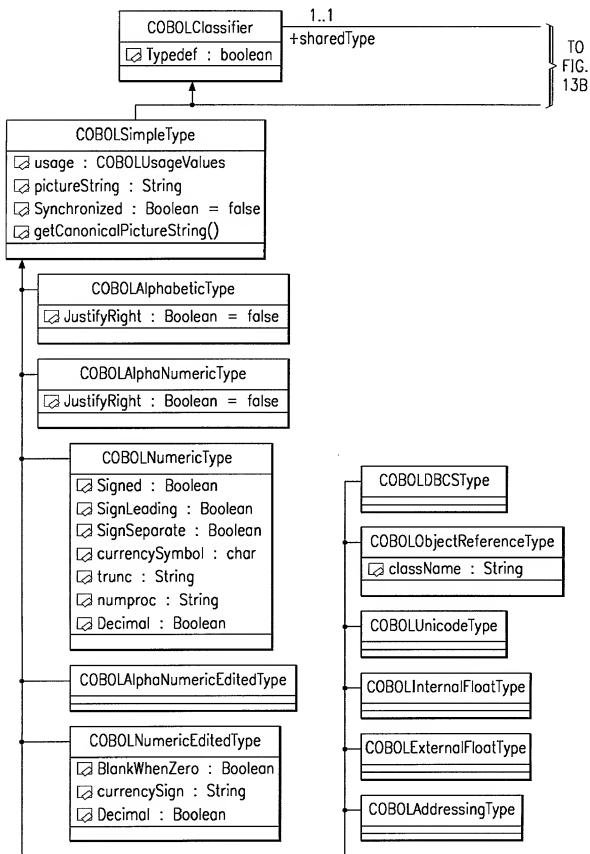 COBOLClassifier
Typedef : boolean
1..1
+sharedType
TO
FIG.
13B
COBOLSimpleType
usage : COBOLUsageValues
pictureString : String
Synchronized : Boolean = false
getCanonicalPictureString()
COBOLAlphabeticType
JustifyRight : Boolean = false
COBOLAlphaNumericType
JustifyRight : Boolean = false
COBOLNumericType
Signed : Boolean
SignLeading : Boolean
SignSeparate : Boolean
currencySymbol : char
trunc : String
numproc : String
Decimal : Boolean
COBOLAlphaNumericEditedType
COBOLNumericEditedType
BlankWhenZero : Boolean
currencySign : String
Decimal : Boolean
COBOLDBCSType
COBOLObjectReferenceType
className : String
COBOLUnicodeType
COBOLInternalFloatType
COBOLExternalFloatType
COBOLAddressingType